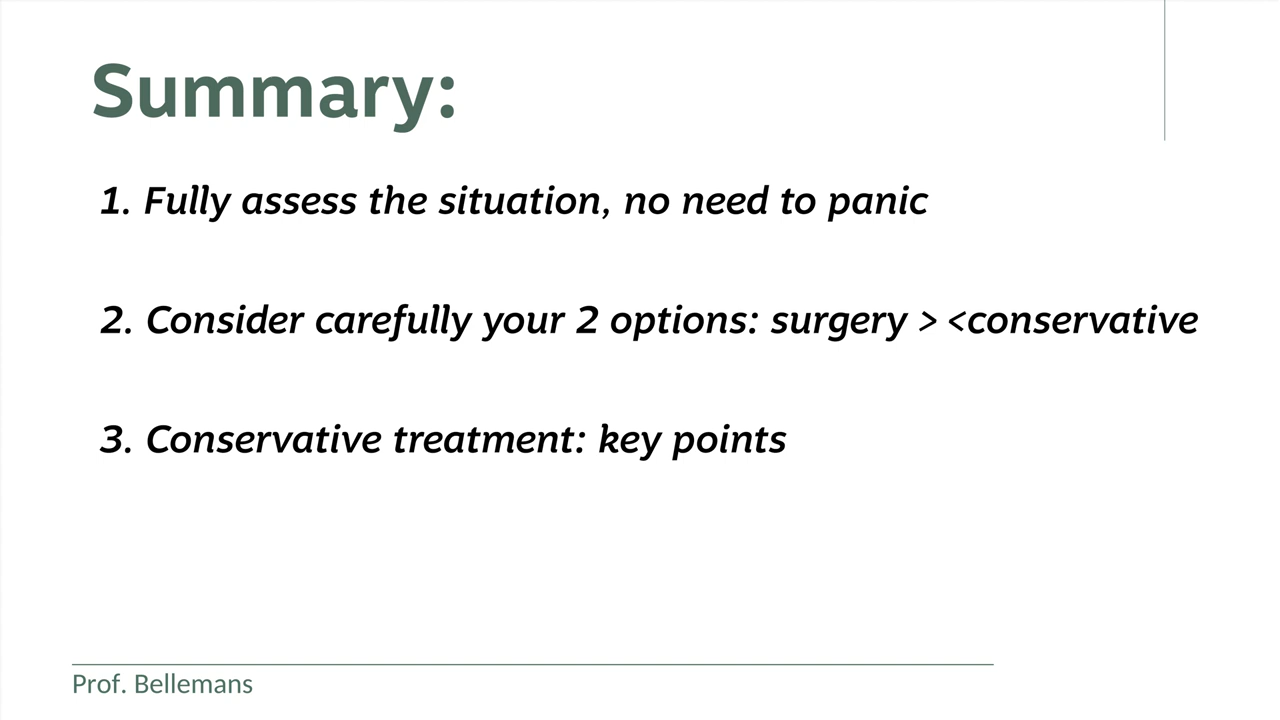 Summary:
1. Fully assess the situation, no need to panic
2. Consider carefully your 2 options: surgery > <conservative
3. Conservative treatment: key points
Prof. Bellemans